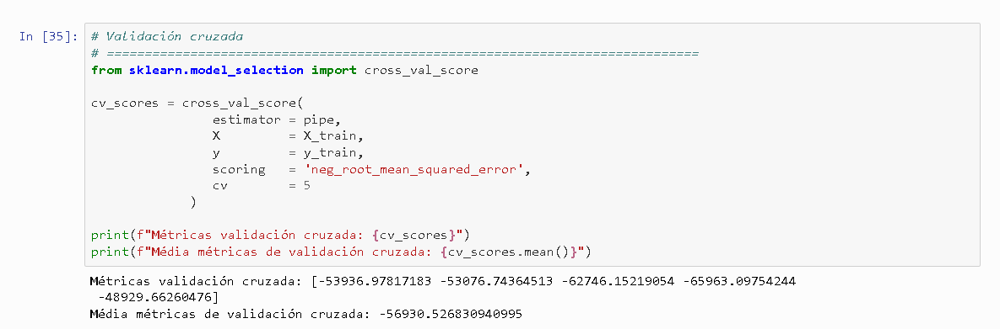 In [35]: # Validación cruzada
# ==============================================================================
from sklearn.model_selection import cross_val_score
cv_scores = cross_val_score(
estimator = pipe,
X = X_train,
y = y_train,
scoring = 'neg_root_mean_squared_error',
cv = 5
)
print(f"Métricas validación cruzada: {cv_scores}")
print(f"Média métricas de validación cruzada: {cv_scores.mean()}")
Métricas validación cruzada: [-53936.97817183 -53076.74364513 -62746.15219054 -65963.09754244
-48929.66260476]
Média métricas de validación cruzada: -56930.526830940995